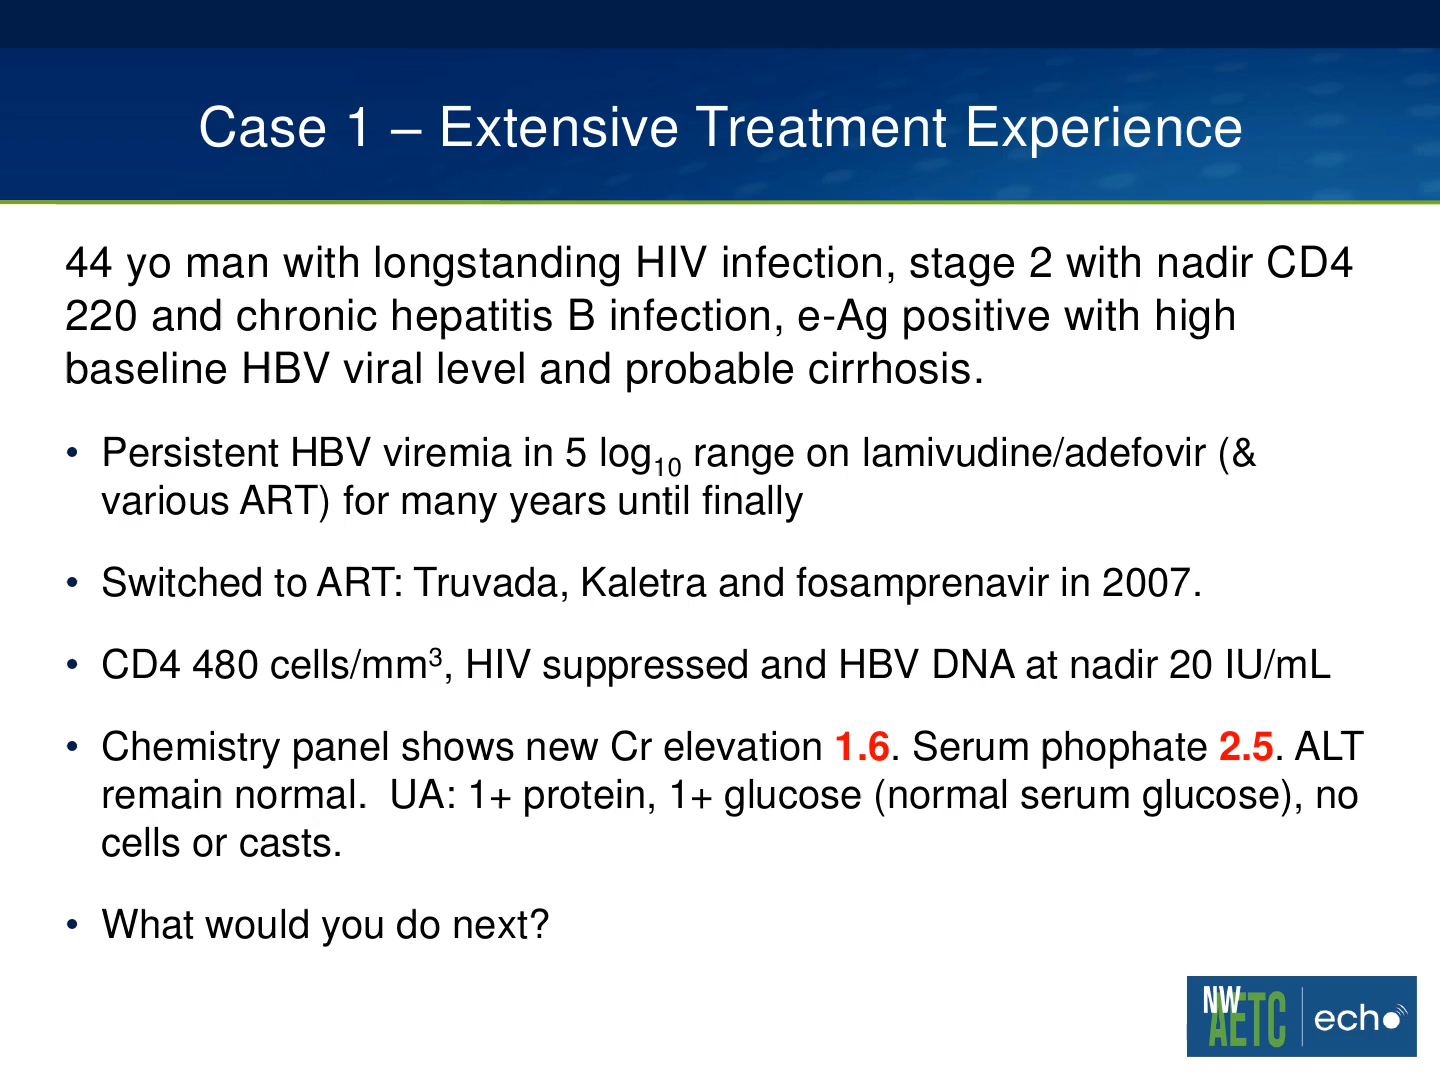 Case 1 – Extensive Treatment Experience
44 yo man with longstanding HIV infection, stage 2 with nadir CD4
220 and chronic hepatitis B infection, e-Ag positive with high
baseline HBV viral level and probable cirrhosis.
• Persistent HBV viremia in 5 log₁₀ range on lamivudine/adefovir (&
various ART) for many years until finally
• Switched to ART: Truvada, Kaletra and fosamprenavir in 2007.
• CD4 480 cells/mm³, HIV suppressed and HBV DNA at nadir 20 IU/mL
• Chemistry panel shows new Cr elevation 1.6. Serum phophate 2.5. ALT
remain normal.  UA: 1+ protein, 1+ glucose (normal serum glucose), no
cells or casts.
• What would you do next?
NW
AETC
echo